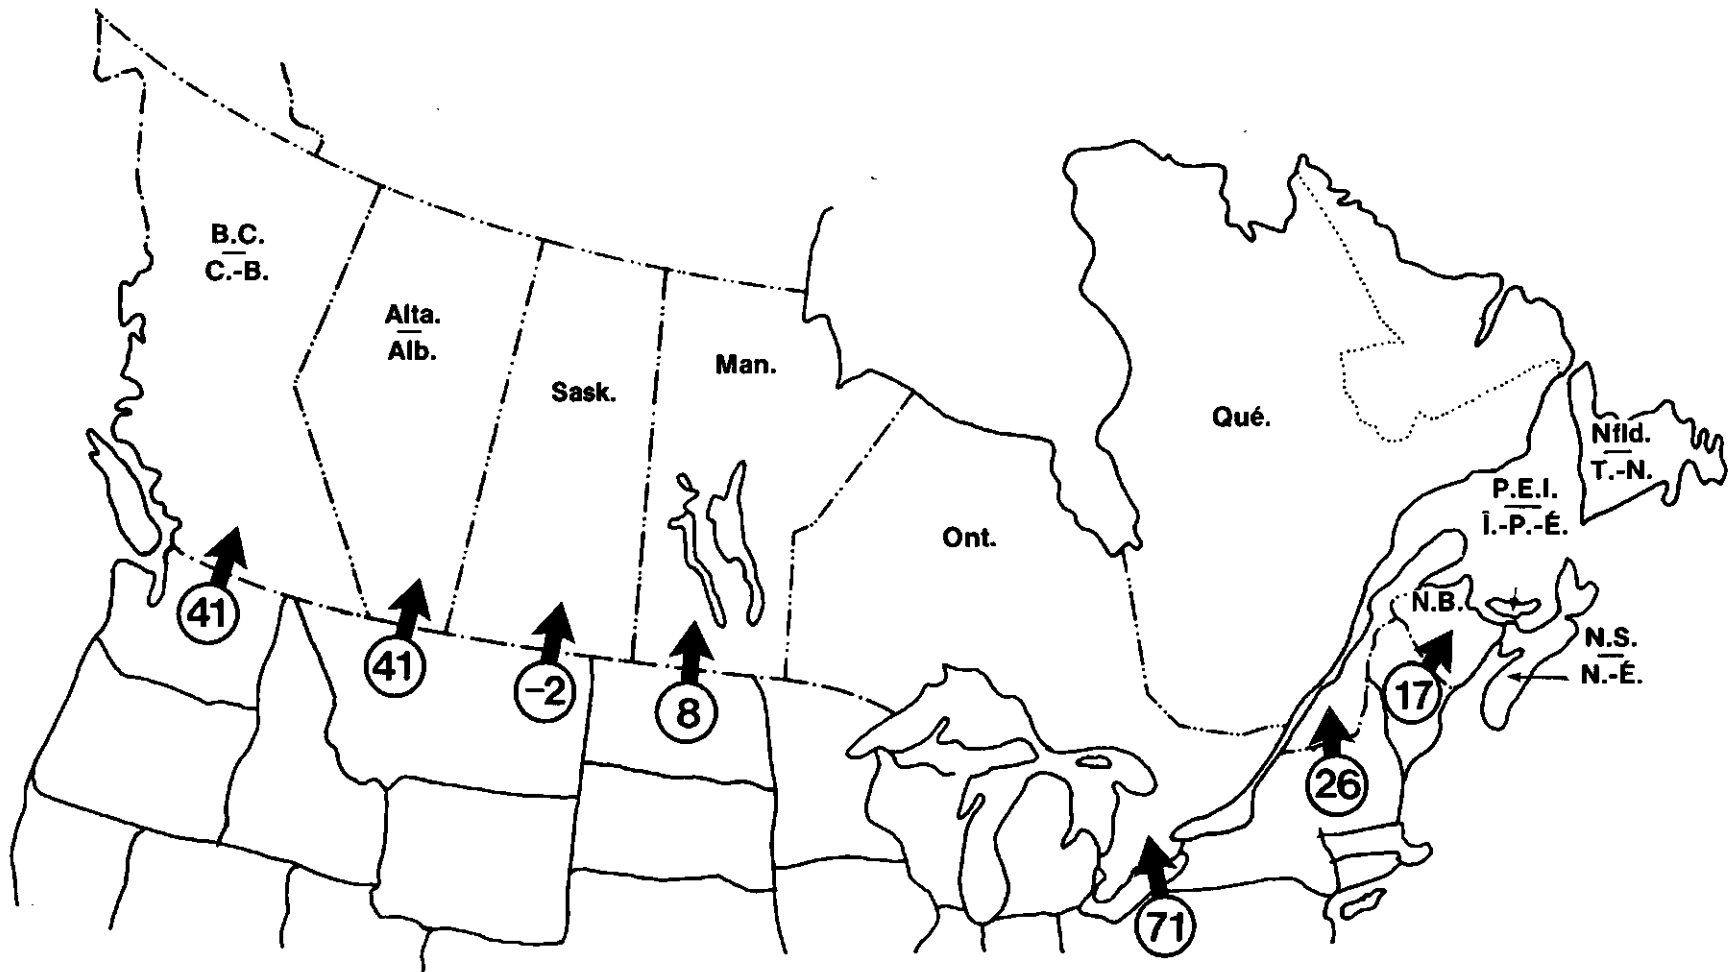 B.C.
C.-B.
Alta.
Alb.
Sask.
Man.
Ont.
Qué.
Nfld.
T.-N.
P.E.I.
Î.-P.-É.
N.B.
N.S.
N.-É.
41
41
-2
8
17
26
71